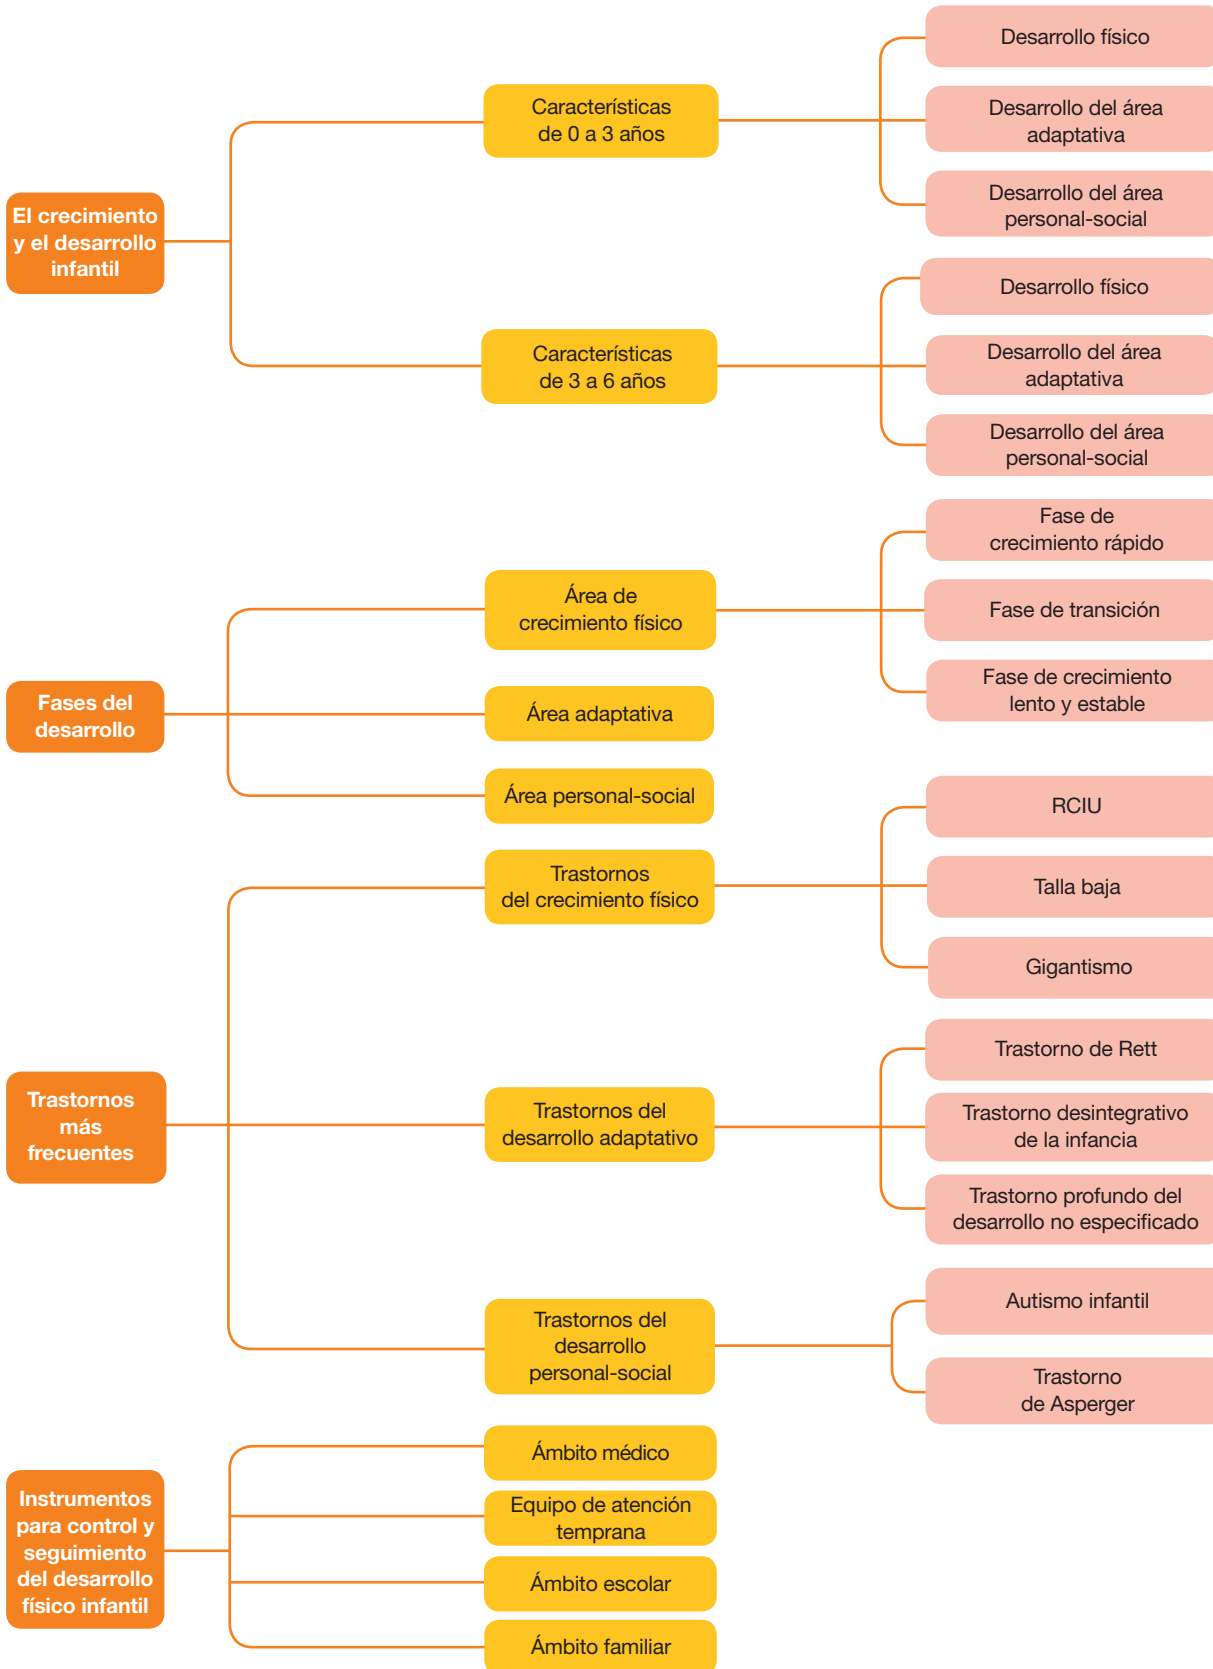 El crecimiento
y el desarrollo
infantil
Características
de 0 a 3 años
Desarrollo físico
Desarrollo del área
adaptativa
Desarrollo del área
personal-social
Características
de 3 a 6 años
Desarrollo físico
Desarrollo del área
adaptativa
Desarrollo del área
personal-social
Fases del
desarrollo
Área de
crecimiento físico
Fase de
crecimiento rápido
Fase de transición
Fase de crecimiento
lento y estable
Área adaptativa
Área personal-social
Trastornos
más
frecuentes
Trastornos
del crecimiento físico
RCIU
Talla baja
Gigantismo
Trastornos del
desarrollo adaptativo
Trastorno de Rett
Trastorno desintegrativo
de la infancia
Trastorno profundo del
desarrollo no especificado
Trastornos del
desarrollo
personal-social
Autismo infantil
Trastorno
de Asperger
Instrumentos
para control y
seguimiento
del desarrollo
físico infantil
Ámbito médico
Equipo de atención
temprana
Ámbito escolar
Ámbito familiar